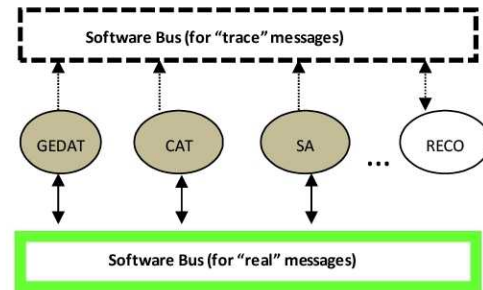 Software Bus (for “trace” messages)
GEDAT CAT SA ... RECO
Software Bus (for “real” messages)